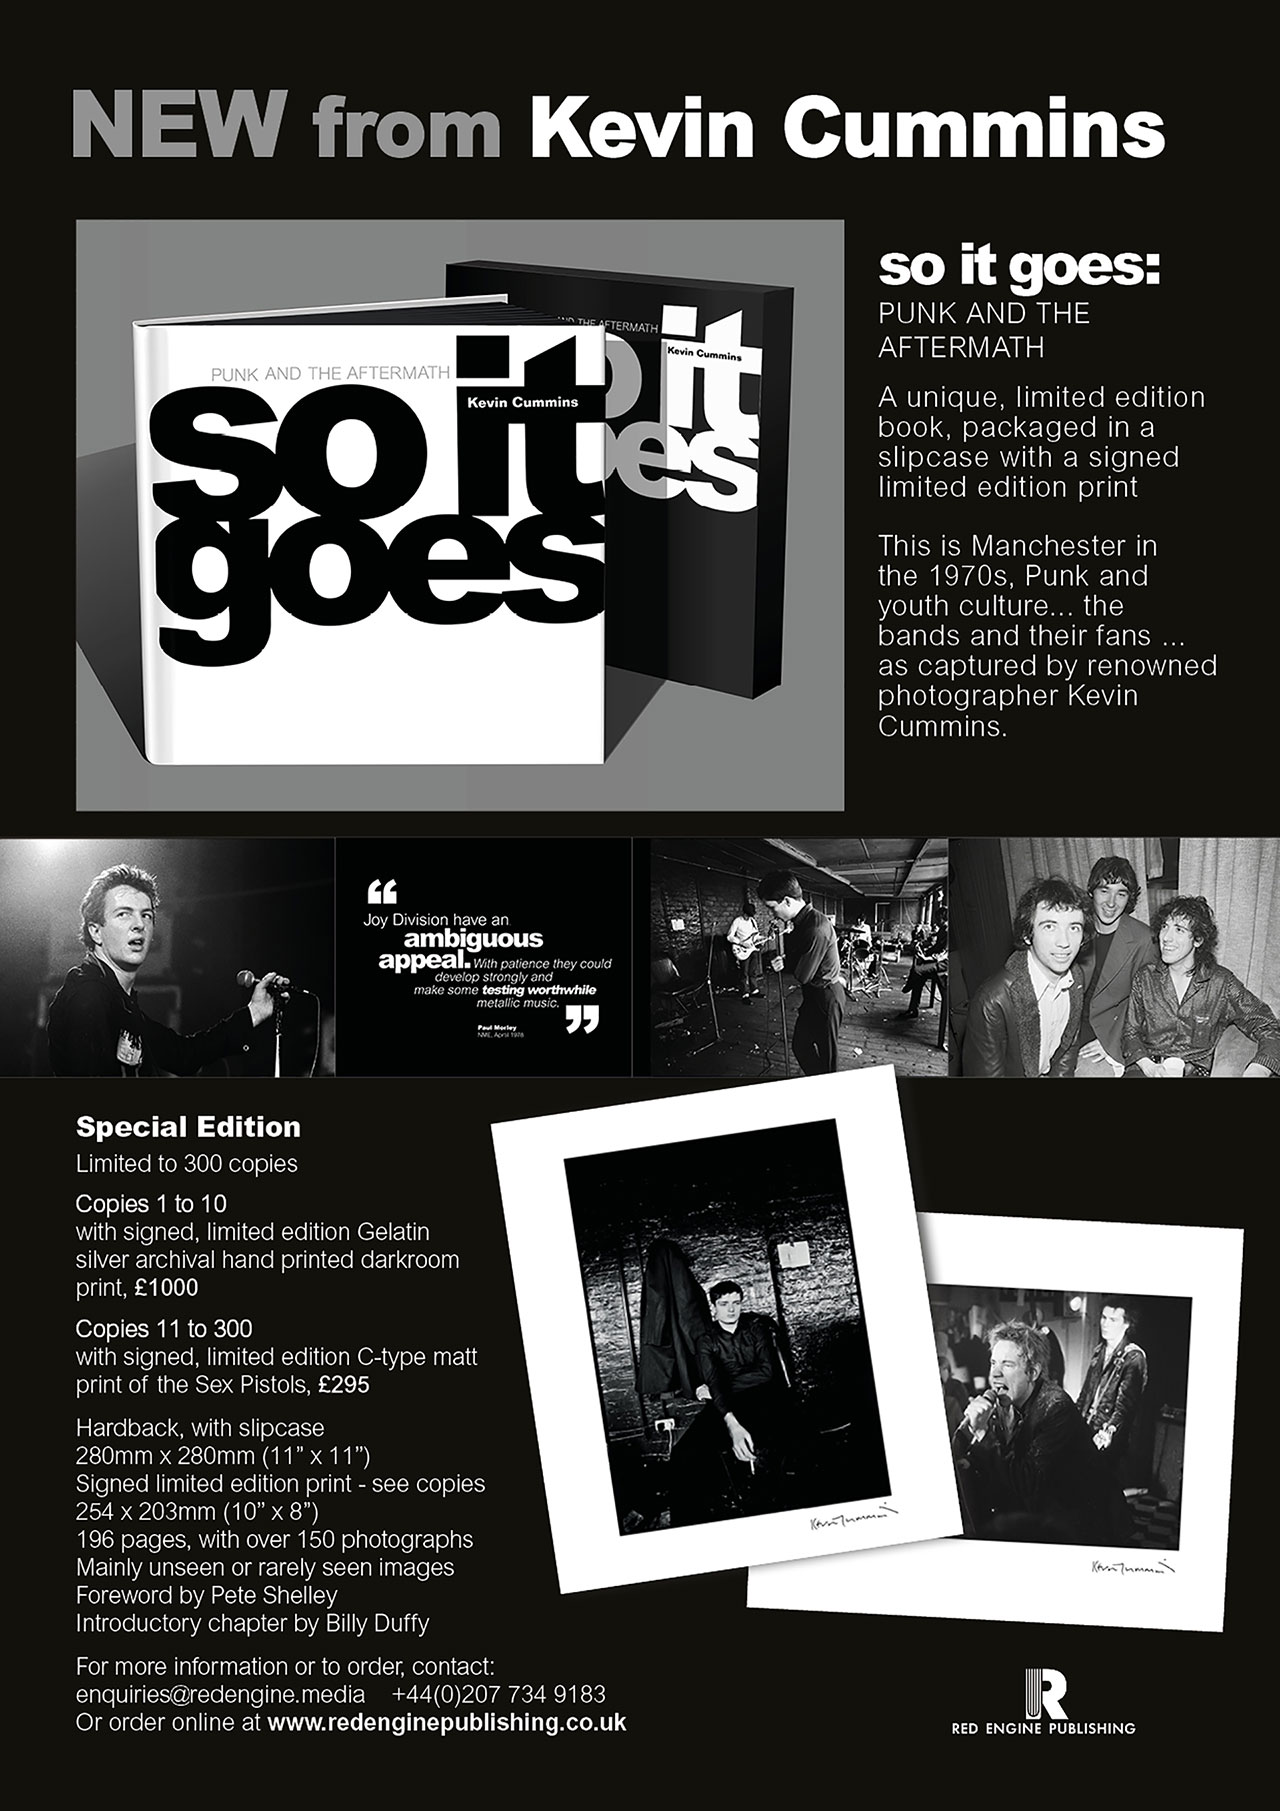 NEW from Kevin Cummins
PUNK AND THE AFTERMATH
so it
Kevin Cummins
goes
AND THE AFTERMATH
it
Kevin Cummins
oes
so it goes:
PUNK AND THE
AFTERMATH
A unique, limited edition
book, packaged in a
slipcase with a signed
limited edition print
This is Manchester in
the 1970s, Punk and
youth culture... the
bands and their fans ...
as captured by renowned
photographer Kevin
Cummins.
“
Joy Division have an
ambiguous
appeal. With patience they could
develop strongly and
make some testing worthwhile
metallic music.
”
Paul Morley
NME, April 1978
Special Edition
Limited to 300 copies
Copies 1 to 10
with signed, limited edition Gelatin
silver archival hand printed darkroom
print, £1000
Copies 11 to 300
with signed, limited edition C-type matt
print of the Sex Pistols, £295
Hardback, with slipcase
280mm x 280mm (11” x 11”)
Signed limited edition print - see copies
254 x 203mm (10” x 8”)
196 pages, with over 150 photographs
Mainly unseen or rarely seen images
Foreword by Pete Shelley
Introductory chapter by Billy Duffy
For more information or to order, contact:
enquiries@redengine.media +44(0)207 734 9183
Or order online at www.redenginepublishing.co.uk
Kevin Cummins
Kevin Cummins
R
RED ENGINE PUBLISHING